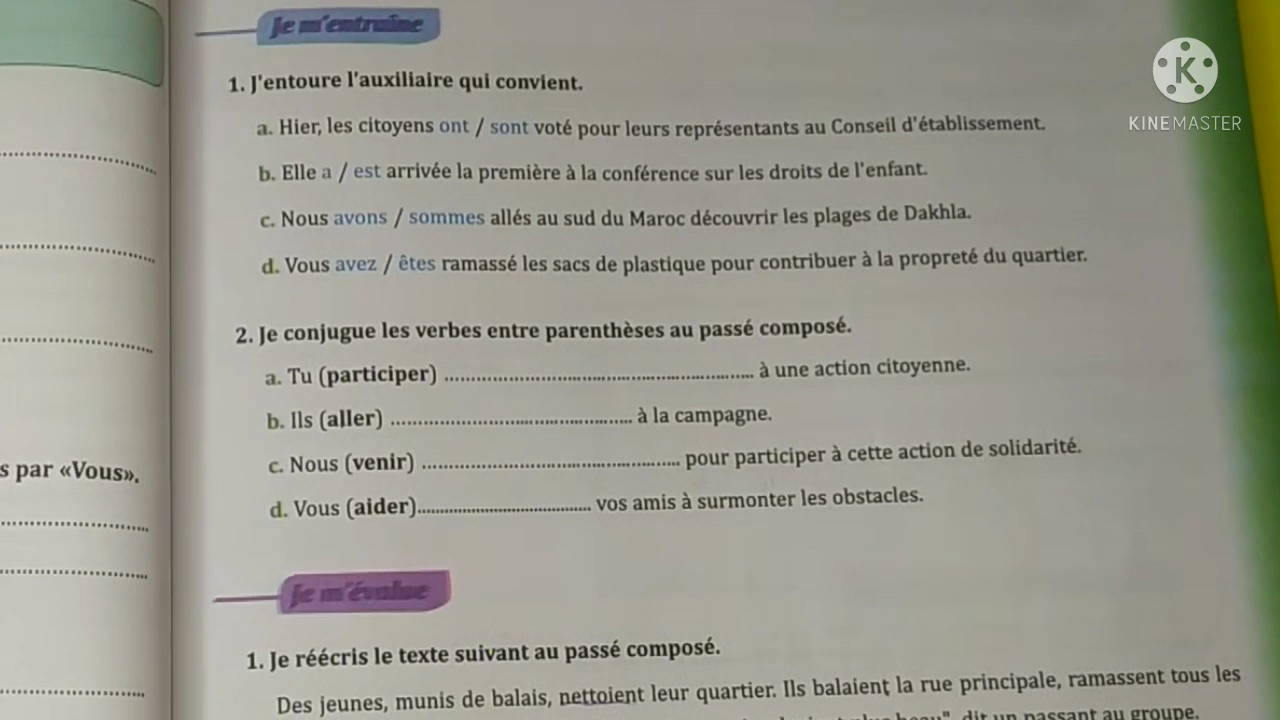 Je m'entraîne
KINEMASTER
1. J'entoure l'auxiliaire qui convient.
a. Hier, les citoyens ont / sont voté pour leurs représentants au Conseil d'établissement.
b. Elle a / est arrivée la première à la conférence sur les droits de l'enfant.
c. Nous avons / sommes allés au sud du Maroc découvrir les plages de Dakhla.
d. Vous avez / êtes ramassé les sacs de plastique pour contribuer à la propreté du quartier.
2. Je conjugue les verbes entre parenthèses au passé composé.
a. Tu (participer) ........................................................ à une action citoyenne.
b. Ils (aller) ............................................ à la campagne.
c. Nous (venir) ............................................... pour participer à cette action de solidarité.
s par «Vous».
d. Vous (aider)....................................... vos amis à surmonter les obstacles.
Je m'évalue
1. Je réécris le texte suivant au passé composé.
Des jeunes, munis de balais, nettoient leur quartier. Ils balaient la rue principale, ramassent tous les
dit un passant au groupe.